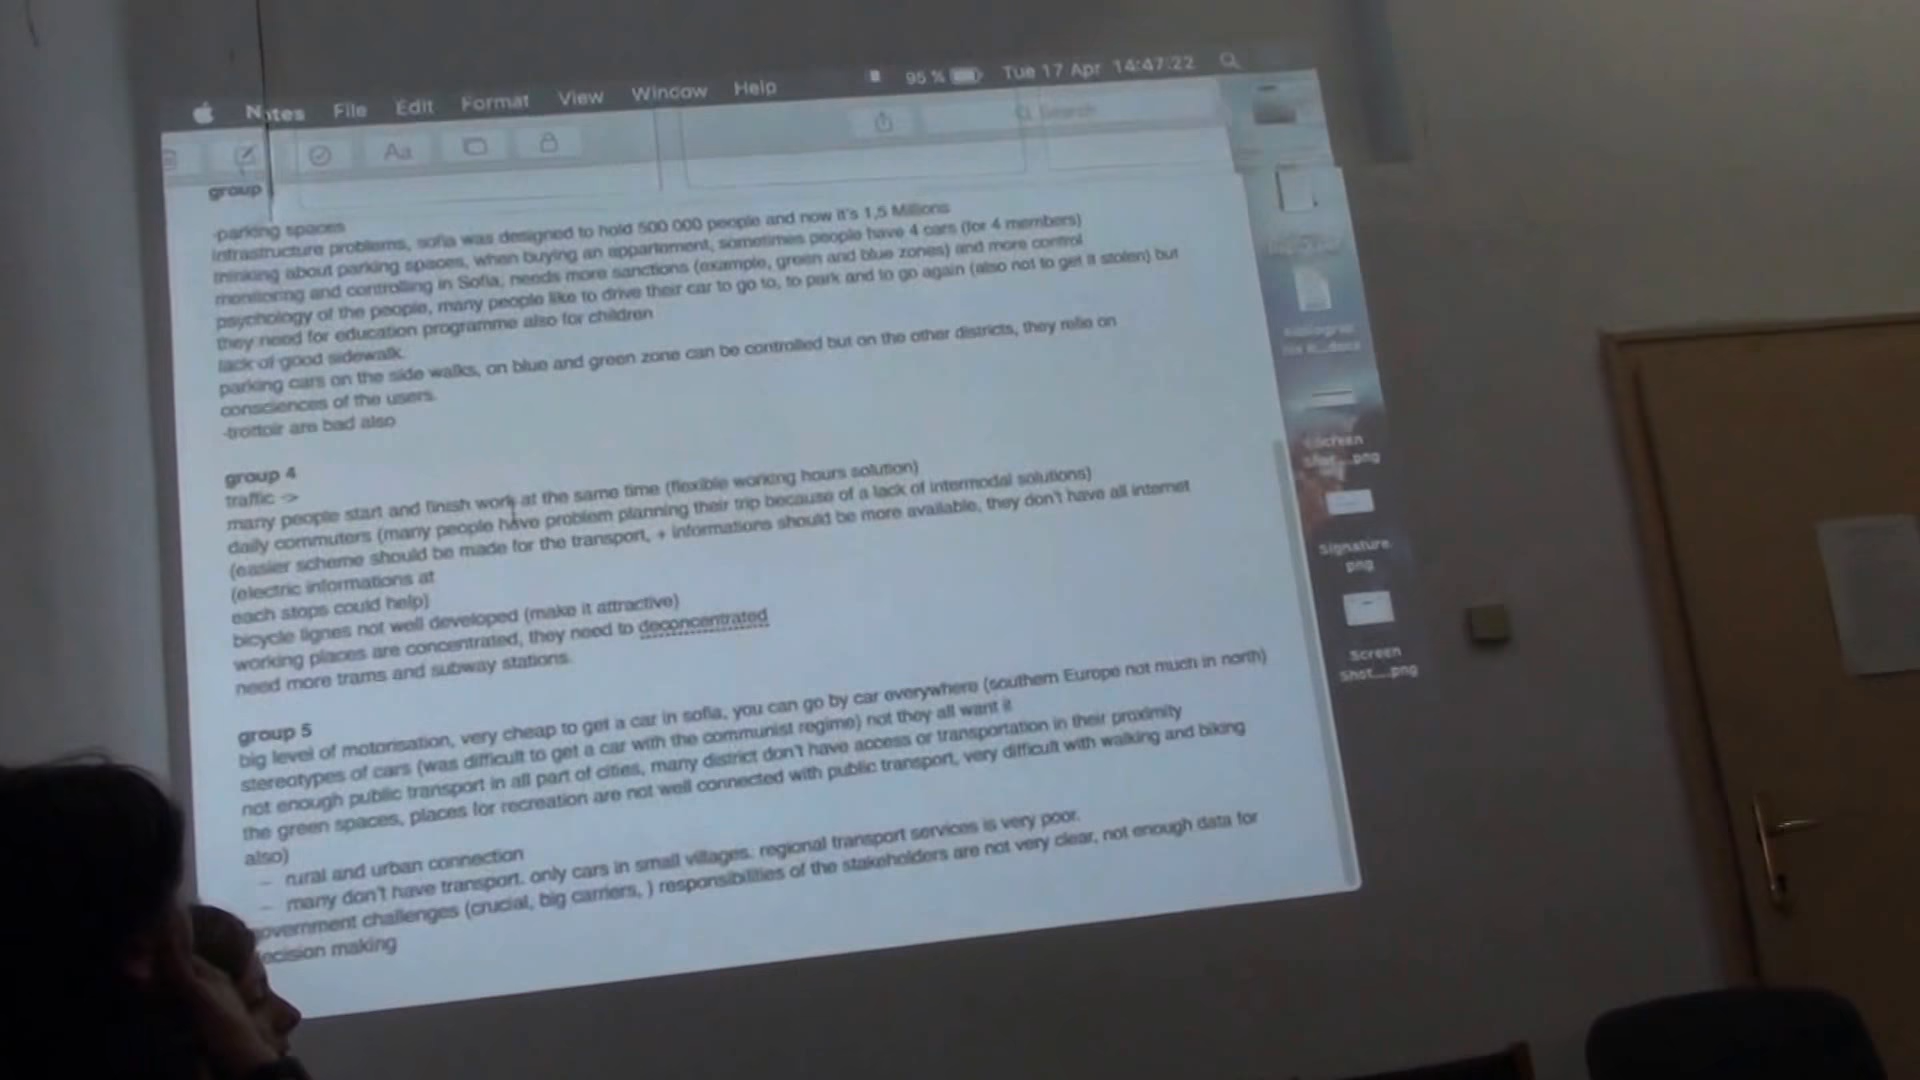 Notes File Edit Format View Window Help 95 % Tue 17 Apr 14:47:22
Aa Search
group
-parking spaces
infrastructure problems, sofia was designed to hold 500 000 people and now it's 1,5 Millions
thinking about parking spaces, when buying an appartement, sometimes people have 4 cars (for 4 members)
monitoring and controlling in Sofia, needs more sanctions (example, green and blue zones) and more control
psychology of the people, many people like to drive their car to go to, to park and to go again (also not to get it stolen) but
they need for education programme also for children
lack of good sidewalk.
parking cars on the side walks, on blue and green zone can be controlled but on the other districts, they relie on
consciences of the users.
-trottoir are bad also
group 4
traffic ->
many people start and finish work at the same time (flexible working hours solution)
daily commuters (many people have problem planning their trip because of a lack of intermodal solutions)
(easier scheme should be made for the transport, + informations should be more available, they don't have all internet
(electric informations at
each stops could help)
bicycle lignes not well developed (make it attractive)
working places are concentrated, they need to deconcentrated
need more trams and subway stations.
group 5
big level of motorisation, very cheap to get a car in sofia, you can go by car everywhere (southern Europe not much in north)
stereotypes of cars (was difficult to get a car with the communist regime) not they all want it
not enough public transport in all part of cities, many district don't have access or transportation in their proximity
the green spaces, places for recreation are not well connected with public transport, very difficult with walking and biking
also)
– rural and urban connection
– many don't have transport. only cars in small villages. regional transport services is very poor.
overnment challenges (crucial, big carriers, ) responsibilities of the stakeholders are not very clear, not enough data for
ecision making
Screen
Shot....png
Signature.
png
Screen
Shot....png